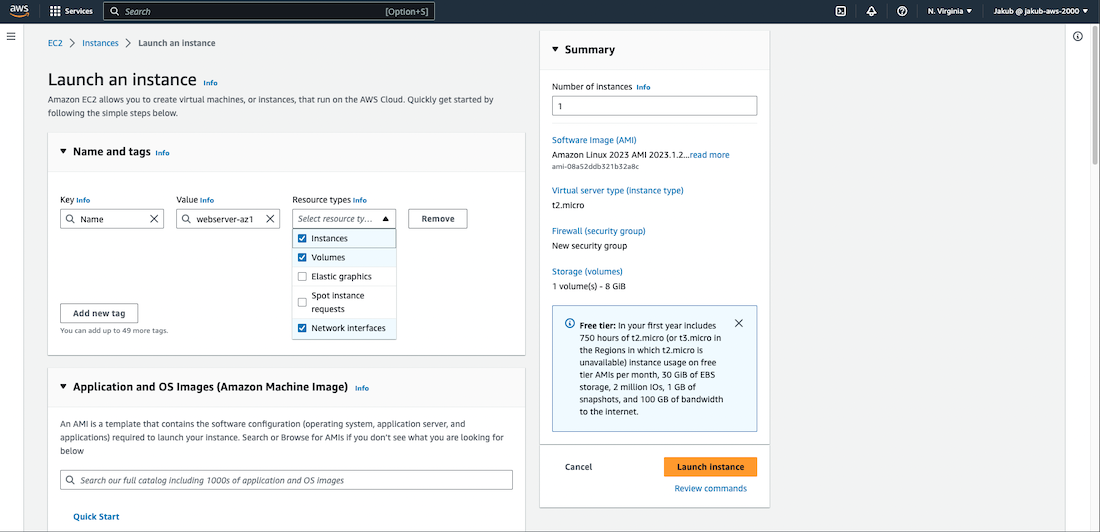 aws
Services
Search
[Option+S]
N. Virginia
Jakub @ jakub-aws-2000
EC2
Instances
Launch an instance
Launch an instance Info
Amazon EC2 allows you to create virtual machines, or instances, that run on the AWS Cloud. Quickly get started by
following the simple steps below.
Name and tags Info
Key Info
Value Info
Resource types Info
Name
webserver-az1
Select resource ty...
Remove
Instances
Volumes
Elastic graphics
Spot instance
requests
Network interfaces
Add new tag
You can add up to 49 more tags.
Application and OS Images (Amazon Machine Image) Info
An AMI is a template that contains the software configuration (operating system, application server, and
applications) required to launch your instance. Search or Browse for AMIs if you don't see what you are looking for
below
Search our full catalog including 1000s of application and OS images
Quick Start
Summary
Number of instances Info
1
Software Image (AMI)
Amazon Linux 2023 AMI 2023.1.2...read more
ami-08a52ddb321b32a8c
Virtual server type (instance type)
t2.micro
Firewall (security group)
New security group
Storage (volumes)
1 volume(s) - 8 GiB
Free tier: In your first year includes
750 hours of t2.micro (or t3.micro in
the Regions in which t2.micro is
unavailable) instance usage on free
tier AMIs per month, 30 GiB of EBS
storage, 2 million IOs, 1 GB of
snapshots, and 100 GB of bandwidth
to the internet.
Cancel
Launch instance
Review commands